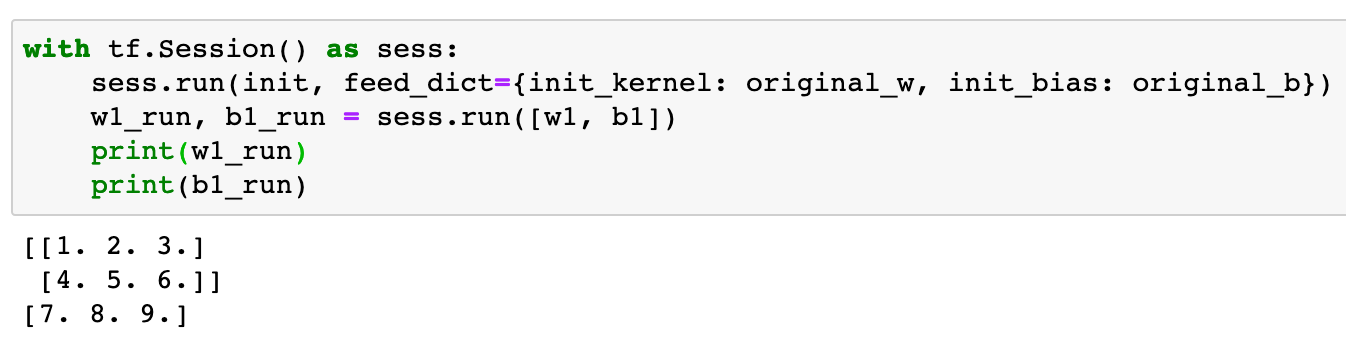 with tf.Session() as sess:
    sess.run(init, feed_dict={init_kernel: original_w, init_bias: original_b})
    w1_run, b1_run = sess.run([w1, b1])
    print(w1_run)
    print(b1_run)
[[1. 2. 3.]
 [4. 5. 6.]]
[7. 8. 9.]